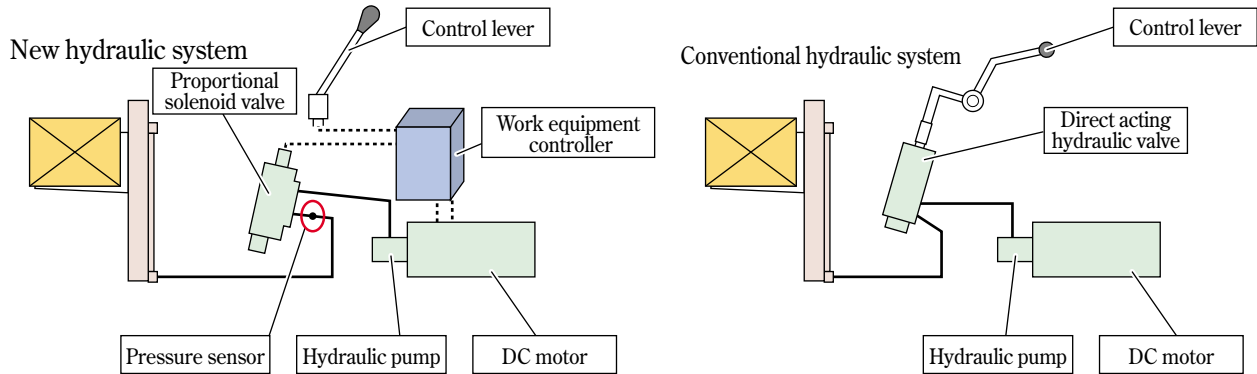 New hydraulic system
Control lever
Proportional
solenoid valve
Work equipment
controller
Pressure sensor
Hydraulic pump
DC motor
Conventional hydraulic system
Control lever
Direct acting
hydraulic valve
Hydraulic pump
DC motor